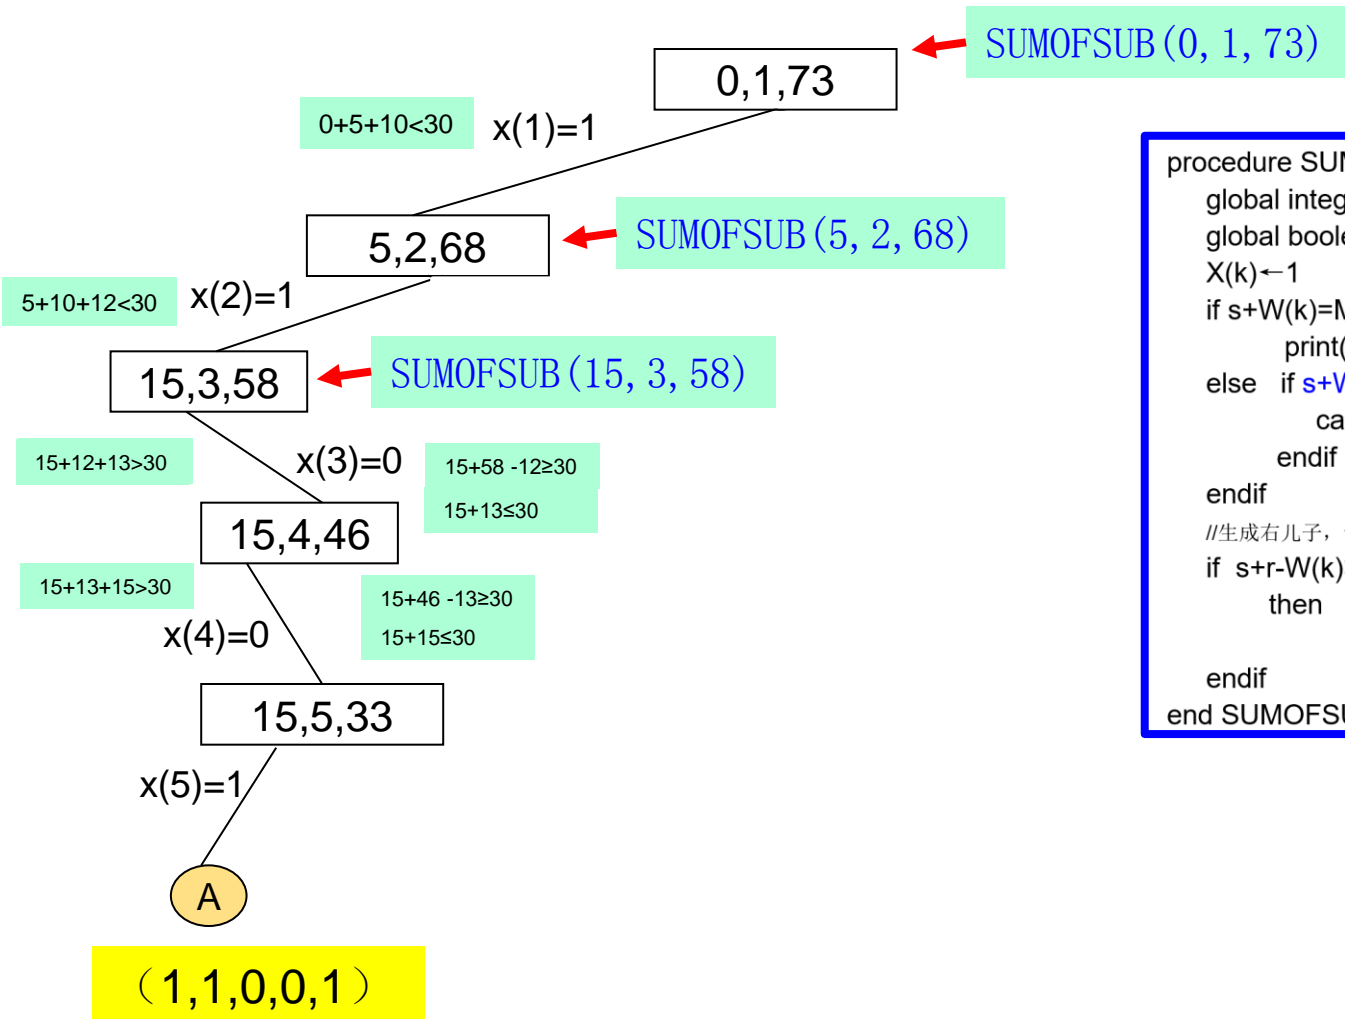 SUMOFSUB(0,1,73)
0,1,73
0+5+10<30
x(1)=1
5,2,68
SUMOFSUB(5,2,68)
5+10+12<30
x(2)=1
15,3,58
SUMOFSUB(15,3,58)
15+12+13>30
x(3)=0
15+58 -12≥30
15+13≤30
15,4,46
15+13+15>30
x(4)=0
15+46 -13≥30
15+15≤30
15,5,33
x(5)=1
A
（1,1,0,0,1）
procedure
global
global
X(k)←1
if s+W(k)=
print(
else if s+
endif
endif
//生成右儿子，
if s+r-W(k)
then
endif
end